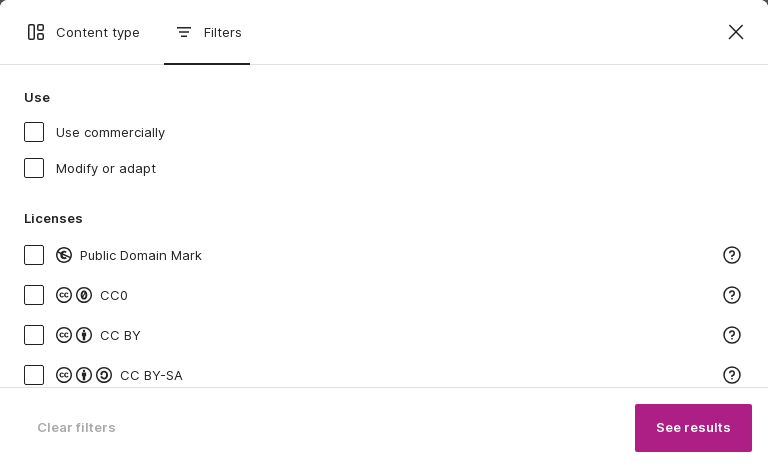 Content type
Filters
Use
Use commercially
Modify or adapt
Licenses
Public Domain Mark
CC0
CC BY
CC BY-SA
Clear filters
See results